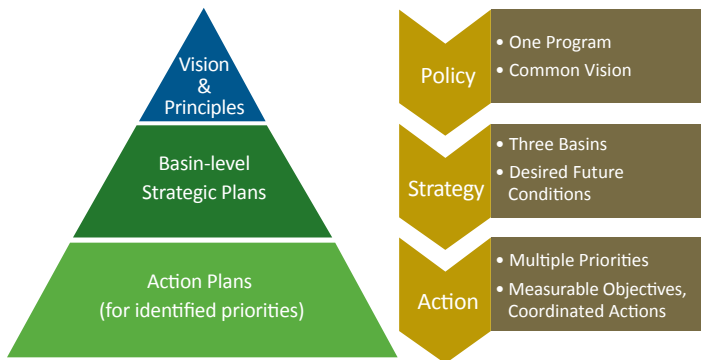 Vision
&
Principles
Basin-level
Strategic Plans
Action Plans
(for identified priorities)
Policy
• One Program
• Common Vision
Strategy
• Three Basins
• Desired Future
Conditions
Action
• Multiple Priorities
• Measurable Objectives,
Coordinated Actions